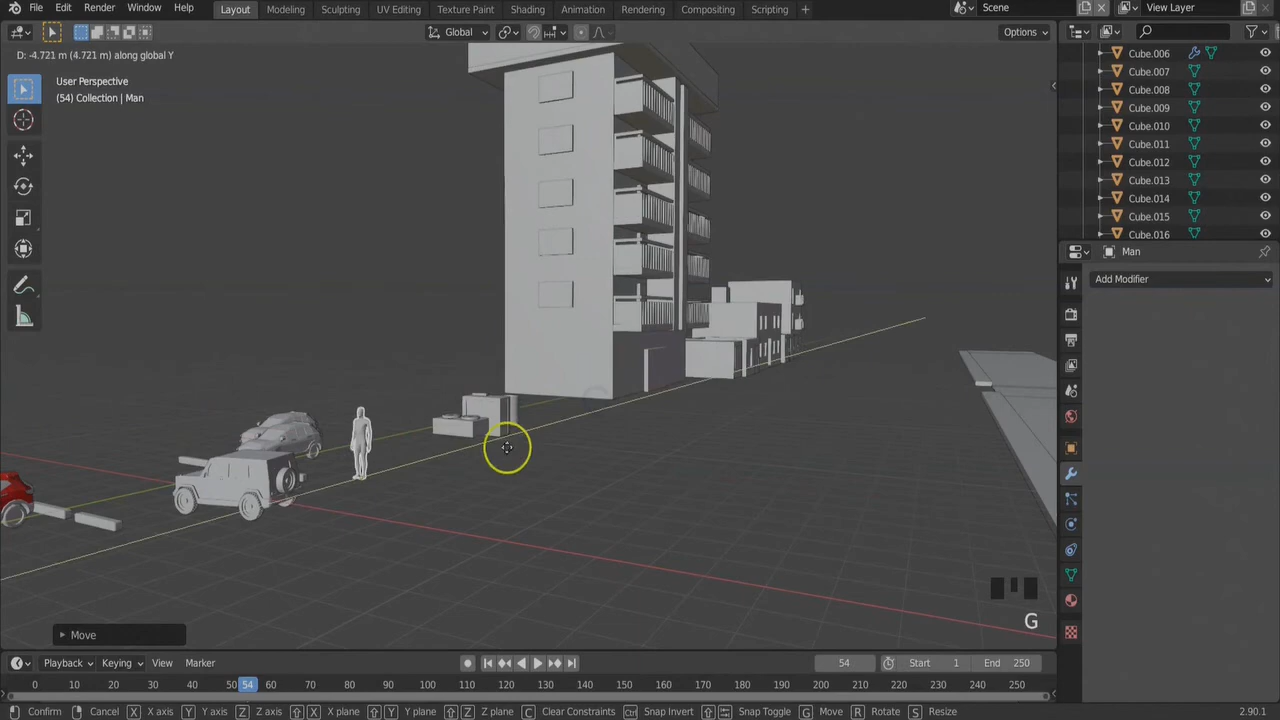 File Edit Render Window Help Layout Modeling Sculpting UV Editing Texture Paint Shading Animation Rendering Compositing Scripting + Scene View Layer
Global Options
D: -4.721 m (4.721 m) along global Y
User Perspective
(54) Collection | Man
Cube.006
Cube.007
Cube.008
Cube.009
Cube.010
Cube.011
Cube.012
Cube.013
Cube.014
Cube.015
Cube.016
Man
Add Modifier
G
Move
Playback Keying View Marker 54 Start 1 End 250
0 10 20 30 40 50 54 60 70 80 90 100 110 120 130 140 150 160 170 180 190 200 210 220 230 240 250
Confirm Cancel X X axis Y Y axis Z Z axis X X plane Y Y plane Z Z plane C Clear Constraints Ctrl Snap Invert Snap Toggle G Move R Rotate S Resize 2.90.1